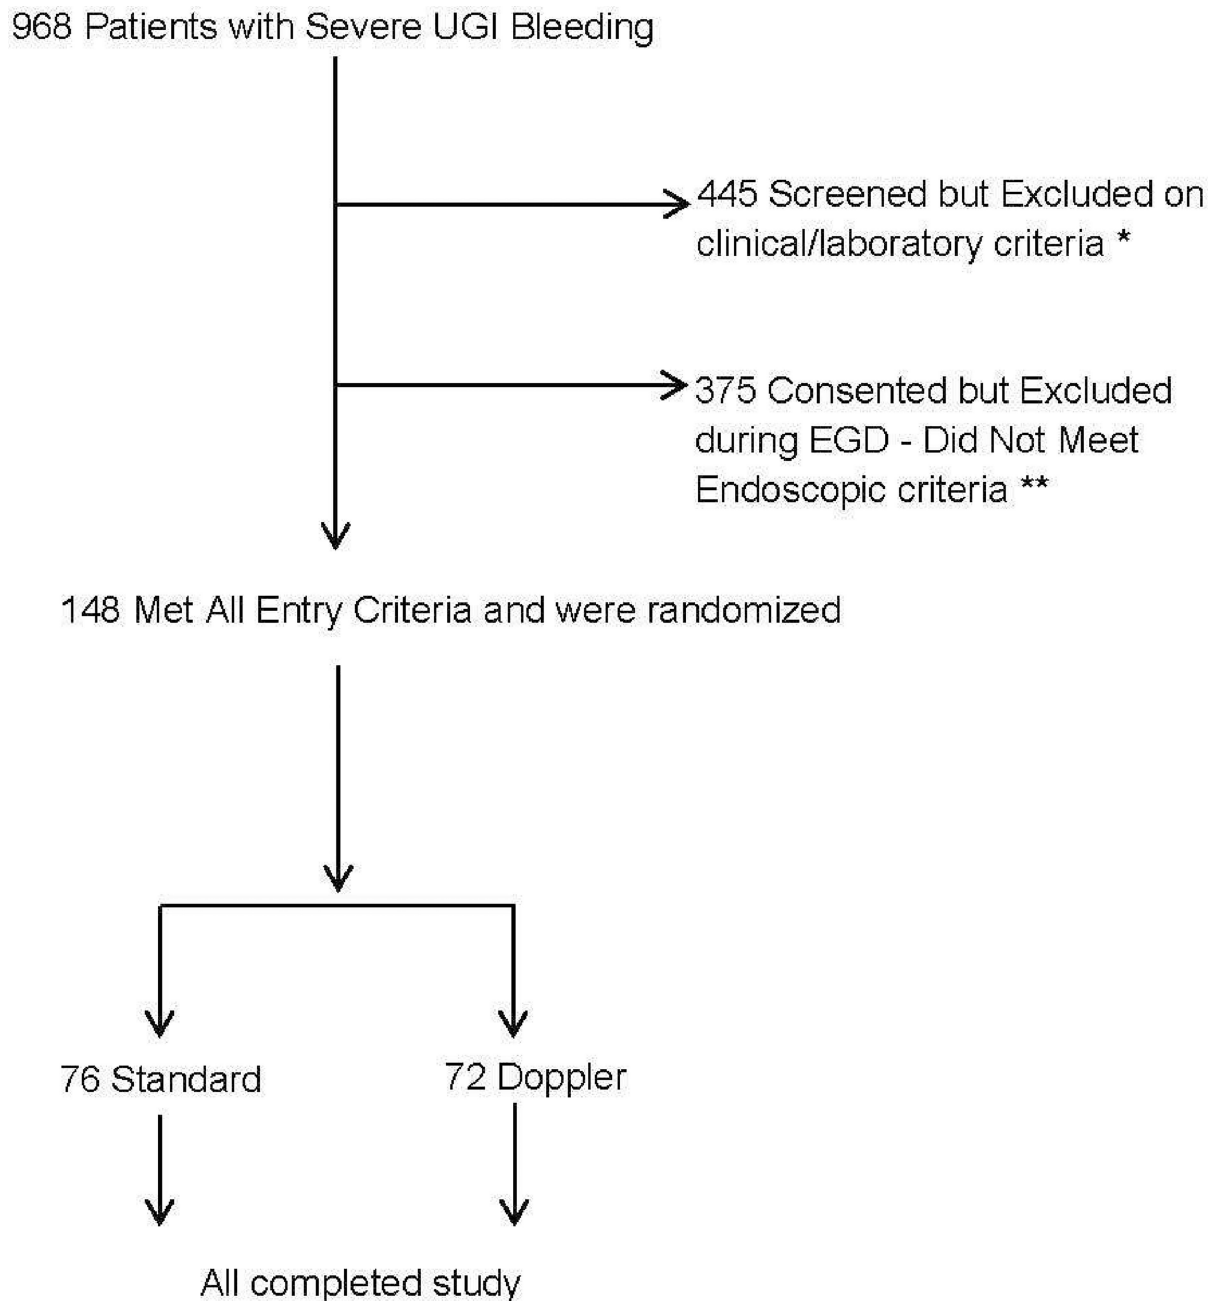 968 Patients with Severe UGI Bleeding
445 Screened but Excluded on
clinical/laboratory criteria *
375 Consented but Excluded
during EGD - Did Not Meet
Endoscopic criteria **
148 Met All Entry Criteria and were randomized
76 Standard
72 Doppler
All completed study